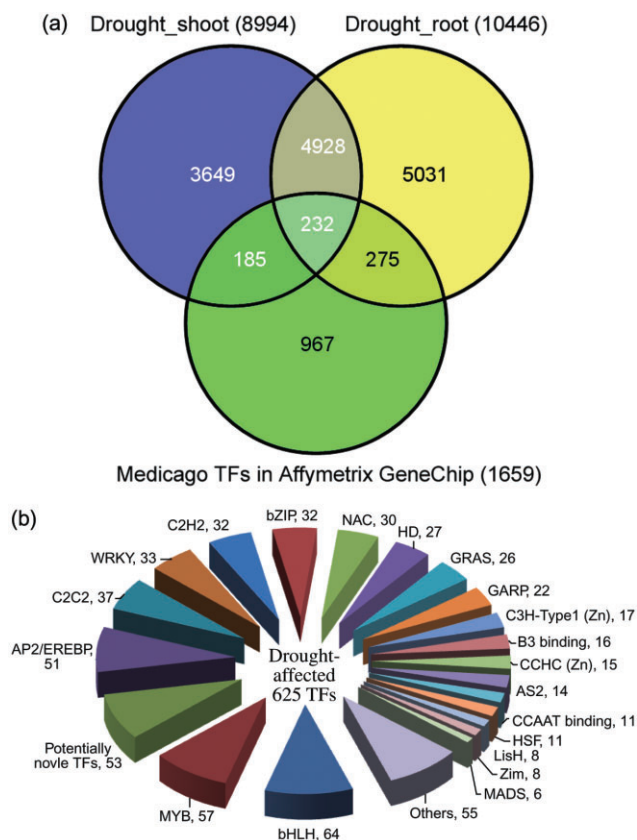 (a)
Drought_shoot (8994)
Drought_root (10446)
4928
3649
5031
232
185
275
967
Medicago TFs in Affymetrix GeneChip (1659)
(b)
bZIP, 32
C2H2, 32
NAC, 30
HD, 27
WRKY, 33
GRAS, 26
C2C2, 37
GARP, 22
C3H-Type1 (Zn), 17
AP2/EREBP,
51
B3 binding, 16
CCHC (Zn), 15
Drought-
affected
625 TFs
AS2, 14
CCAAT binding, 11
HSF, 11
Potentially
novle TFs, 53
LisH, 8
Zim, 8
MADS, 6
MYB, 57
Others, 55
bHLH, 64